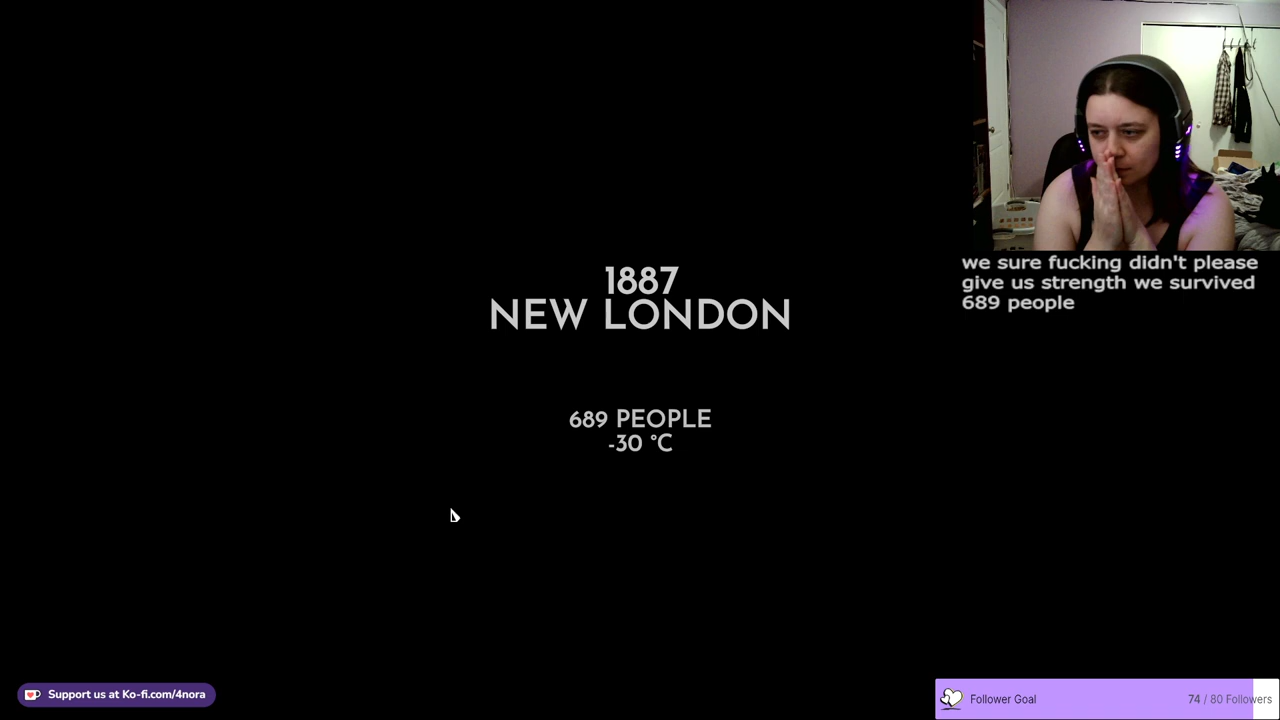 1887
NEW LONDON
689 PEOPLE
-30 °C
we sure fucking didn't please
give us strength we survived
689 people
Support us at Ko-fi.com/4nora
Follower Goal
74 / 80 Followers